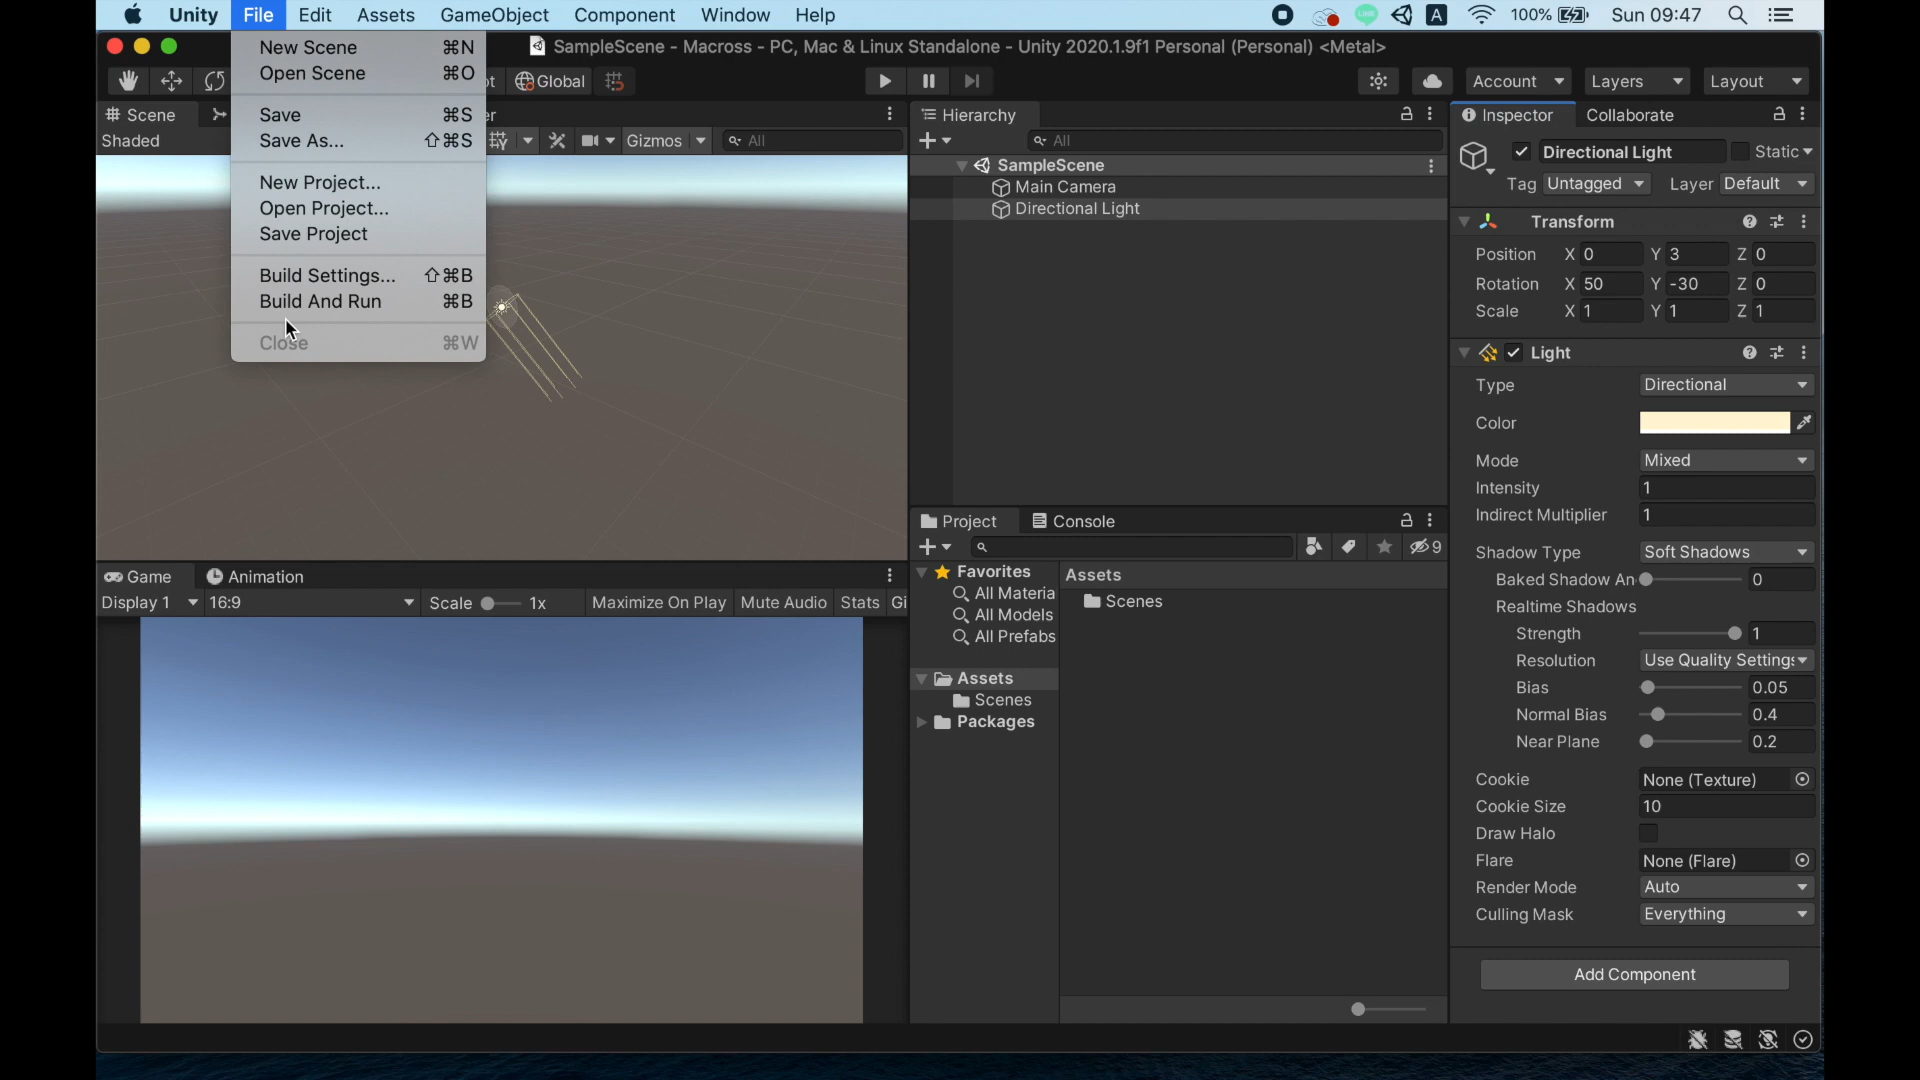 Unity File Edit Assets GameObject Component Window Help A 100% Sun 09:47
SampleScene - Macross - PC, Mac & Linux Standalone - Unity 2020.1.9f1 Personal (Personal) <Metal>
Global Account Layers Layout
New Scene ⌘N
Open Scene ⌘O
Save ⌘S
Save As... ⇧⌘S
New Project...
Open Project...
Save Project
Build Settings... ⇧⌘B
Build And Run ⌘B
Close ⌘W
Scene
Shaded Gizmos All
Game Animation
Display 1 16:9 Scale 1x Maximize On Play Mute Audio Stats Gi
Hierarchy
All
SampleScene
Main Camera
Directional Light
Project Console
9
Favorites
All Materia
All Models
All Prefabs
Assets
Scenes
Packages
Assets
Scenes
Inspector Collaborate
Directional Light Static
Tag Untagged Layer Default
Transform
Position X 0 Y 3 Z 0
Rotation X 50 Y -30 Z 0
Scale X 1 Y 1 Z 1
Light
Type Directional
Color
Mode Mixed
Intensity 1
Indirect Multiplier 1
Shadow Type Soft Shadows
Baked Shadow An 0
Realtime Shadows
Strength 1
Resolution Use Quality Settings
Bias 0.05
Normal Bias 0.4
Near Plane 0.2
Cookie None (Texture)
Cookie Size 10
Draw Halo
Flare None (Flare)
Render Mode Auto
Culling Mask Everything
Add Component